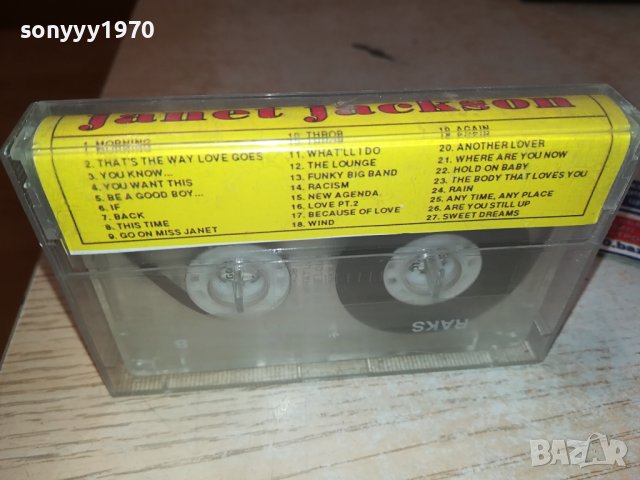 sonyyy1970
janet jackson
1. MORNING
2. THAT'S THE WAY LOVE GOES
3. YOU KNOW...
4. YOU WANT THIS
5. BE A GOOD BOY...
6. IF
7. BACK
8. THIS TIME
9. GO ON MISS JANET
10. THROB
11. WHAT'LL I DO
12. THE LOUNGE
13. FUNKY BIG BAND
14. RACISM
15. NEW AGENDA
16. LOVE PT.2
17. BECAUSE OF LOVE
18. WIND
19. AGAIN
20. ANOTHER LOVER
21. WHERE ARE YOU NOW
22. HOLD ON BABY
23. THE BODY THAT LOVES YOU
24. RAIN
25. ANY TIME, ANY PLACE
26. ARE YOU STILL UP
27. SWEET DREAMS
RAKS
B
BAZAR